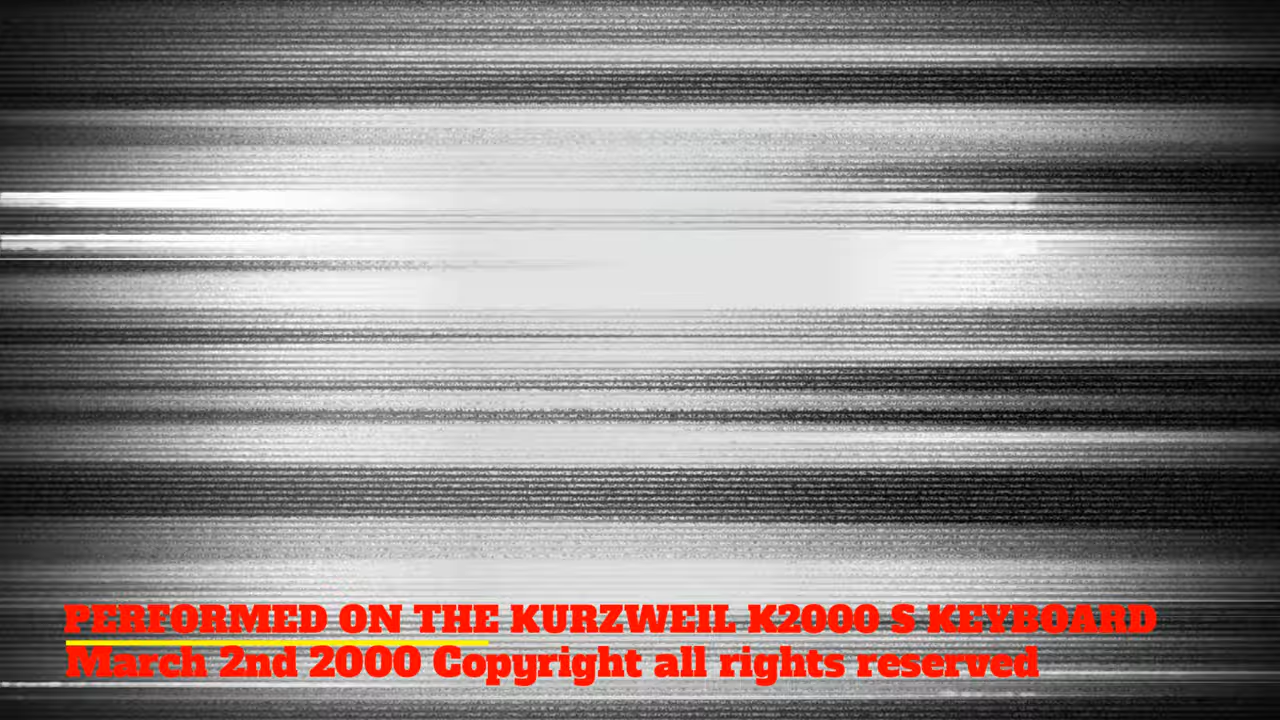 PERFORMED ON THE KURZWEIL K2000 S KEYBOARD
March 2nd 2000 Copyright all rights reserved